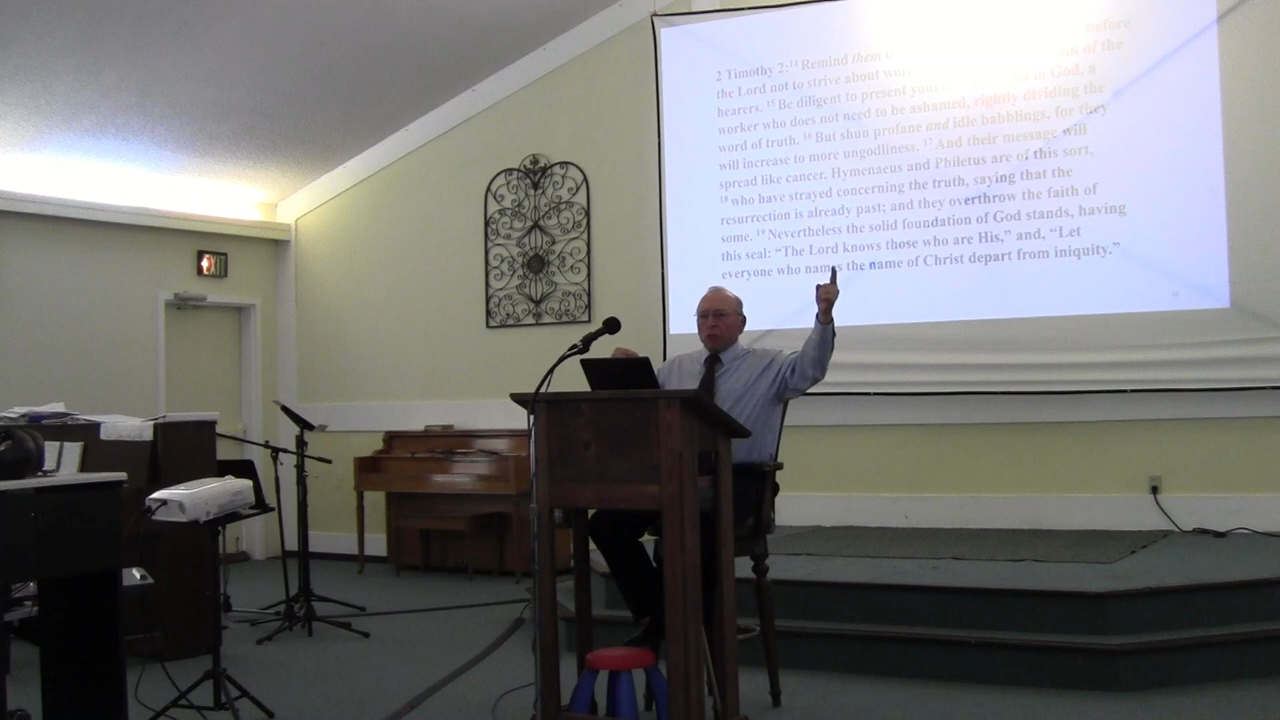 before
2 Timothy 2:14 Remind them of the
the Lord not to strive about to God, a
hearers. 15 Be diligent to present
worker who does not need to be ashamed, rightly dividing the
word of truth. 16 But shun profane and idle babblings, for they
will increase to more ungodliness. 17 And their message will
spread like cancer. Hymenaeus and Philetus are of this sort,
18 who have strayed concerning the truth, saying that the
resurrection is already past; and they overthrow the faith of
some. 19 Nevertheless the solid foundation of God stands, having
this seal: “The Lord knows those who are His,” and, “Let
everyone who names the name of Christ depart from iniquity.”
EXIT